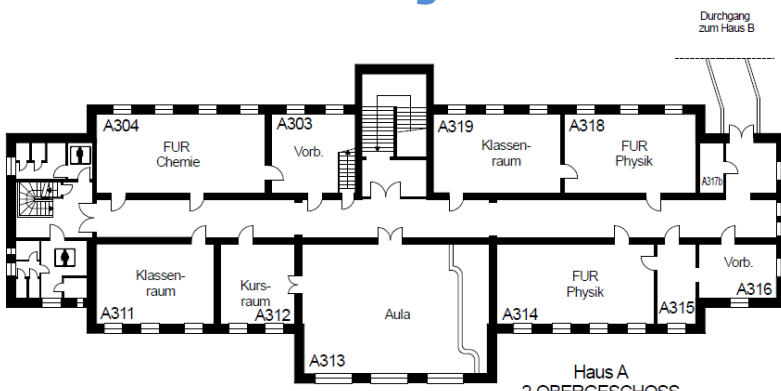 Durchgang
zum Haus B
A304
FUR
Chemie
A303
Vorb.
A319
Klassen-
raum
A318
FUR
Physik
A317b
Klassen-
raum
A311
Kurs-
raum
A312
Aula
A313
FUR
Physik
A314
A315
Vorb.
A316
Haus A
OBERGESCHOSS